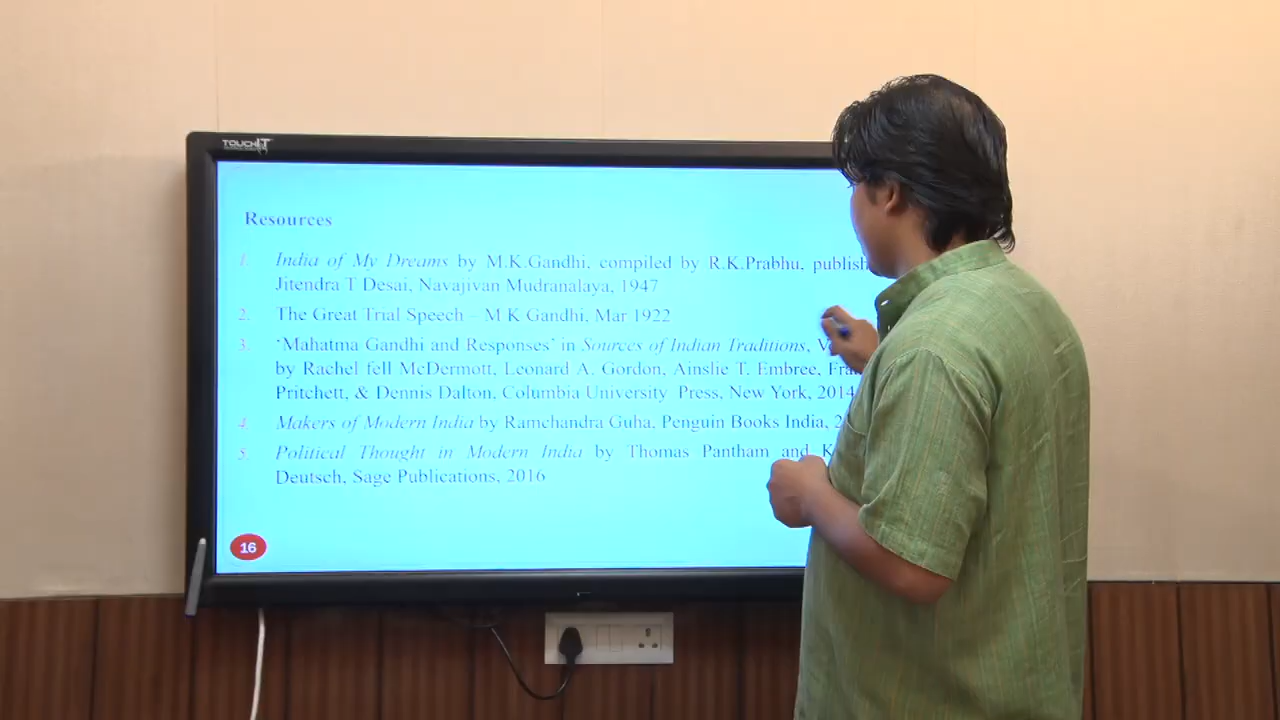 TOUCHIT
Resources
1. India of My Dreams by M.K.Gandhi, compiled by R.K.Prabhu, publish
Jitendra T Desai, Navajivan Mudranalaya, 1947
2. The Great Trial Speech – M K Gandhi, Mar 1922
3. ‘Mahatma Gandhi and Responses’ in Sources of Indian Traditions, V
by Rachel fell McDermott, Leonard A. Gordon, Ainslie T. Embree, Fra
Pritchett, & Dennis Dalton, Columbia University Press, New York, 2014
4. Makers of Modern India by Ramchandra Guha, Penguin Books India, 2
5. Political Thought in Modern India by Thomas Pantham and K
Deutsch, Sage Publications, 2016
16